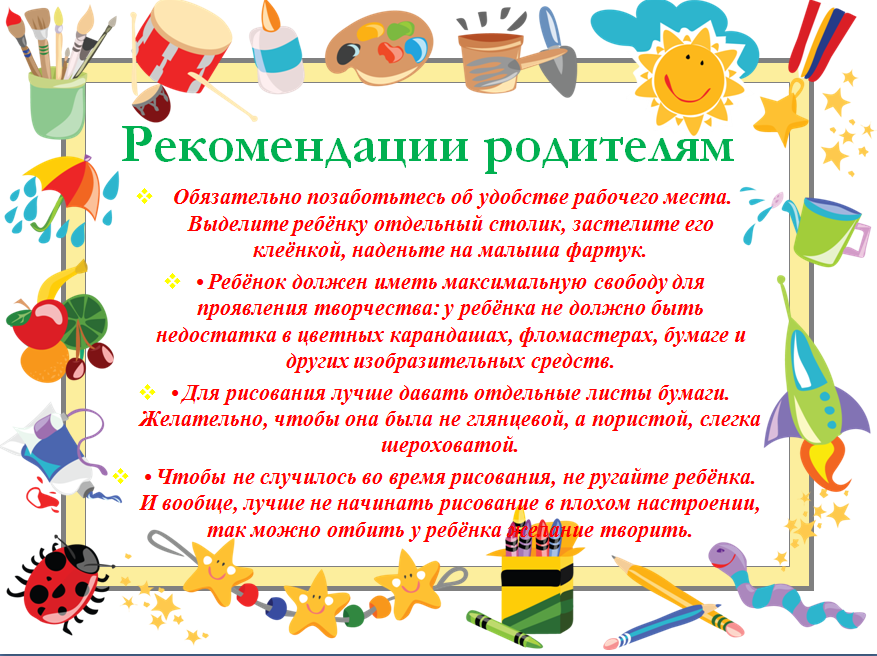 Рекомендации родителям
Обязательно позаботьтесь об удобстве рабочего места.
Выделите ребёнку отдельный столик, застелите его
клеёнкой, наденьте на малыша фартук.
• Ребёнок должен иметь максимальную свободу для
проявления творчества: у ребёнка не должно быть
недостатка в цветных карандашах, фломастерах, бумаге и
других изобразительных средств.
• Для рисования лучше давать отдельные листы бумаги.
Желательно, чтобы она была не глянцевой, а пористой, слегка
шероховатой.
• Чтобы не случилось во время рисования, не ругайте ребёнка.
И вообще, лучше не начинать рисование в плохом настроении,
так можно отбить у ребёнка желание творить.